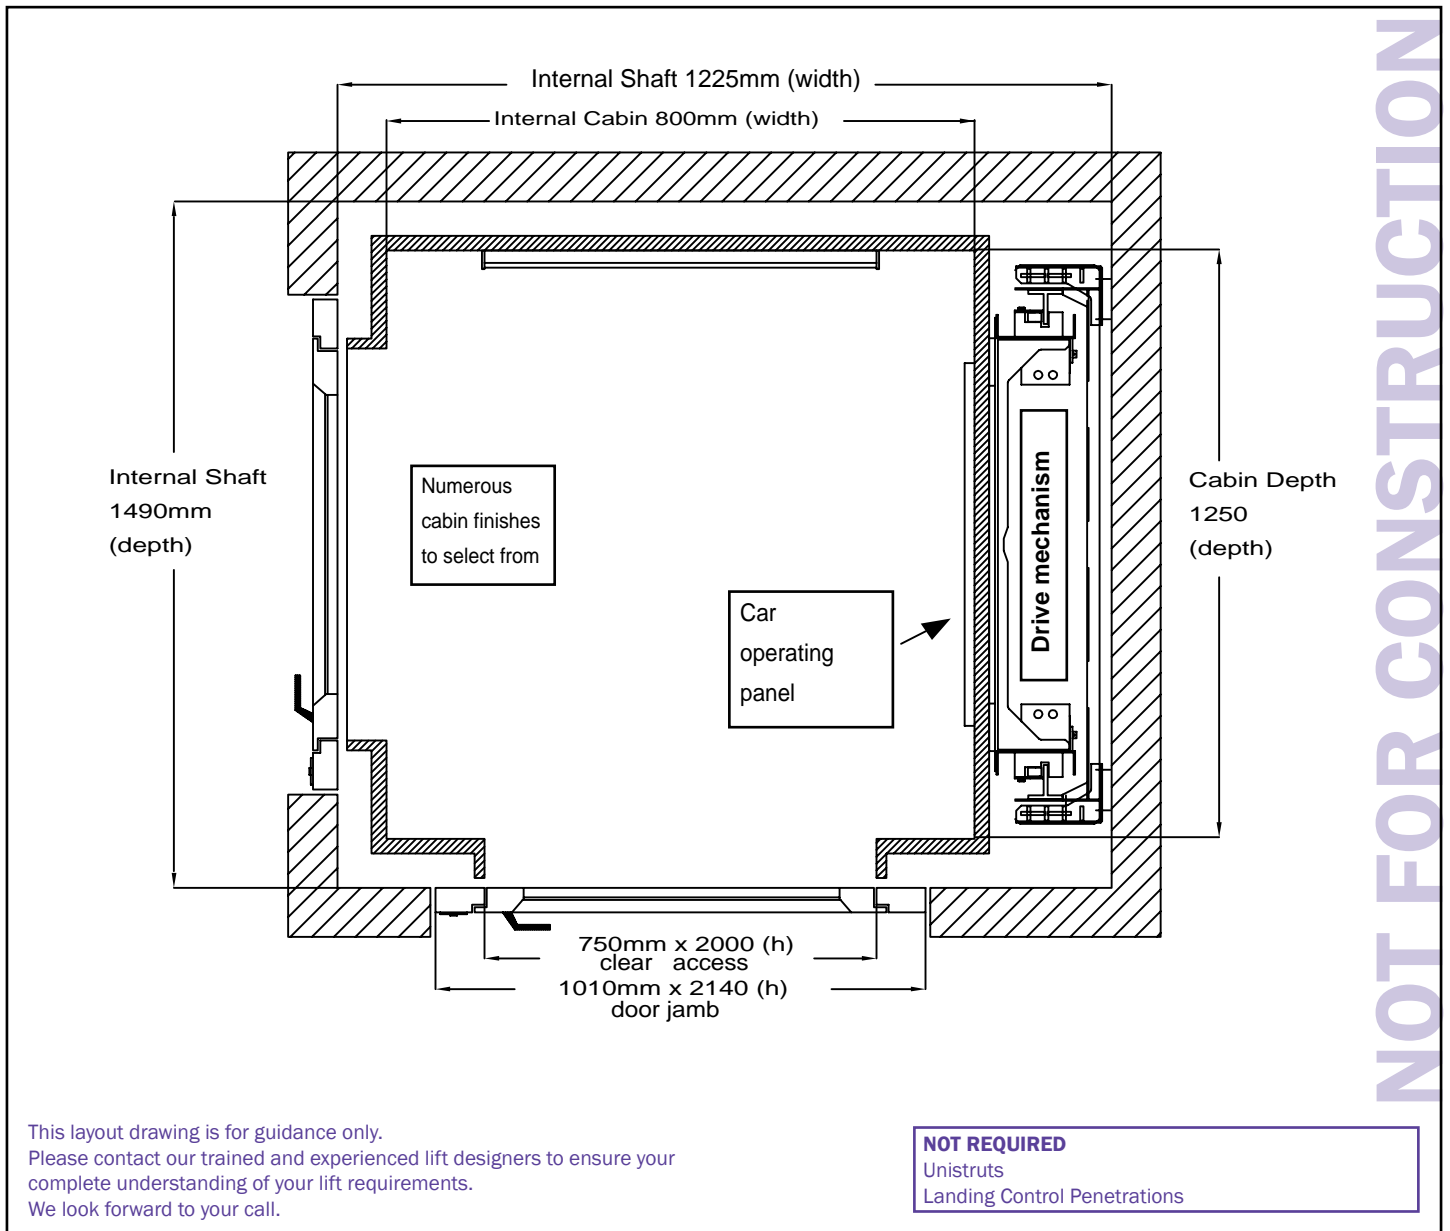 Internal Shaft 1225mm (width)
Internal Cabin 800mm (width)
Internal Shaft
1490mm
(depth)
Numerous
cabin finishes
to select from
Car
operating
panel
Drive mechanism
Cabin Depth
1250
(depth)
750mm x 2000 (h)
clear access
1010mm x 2140 (h)
door jamb
NOT FOR CONSTRUCTION
This layout drawing is for guidance only.
Please contact our trained and experienced lift designers to ensure your
complete understanding of your lift requirements.
We look forward to your call.
NOT REQUIRED
Unistruts
Landing Control Penetrations